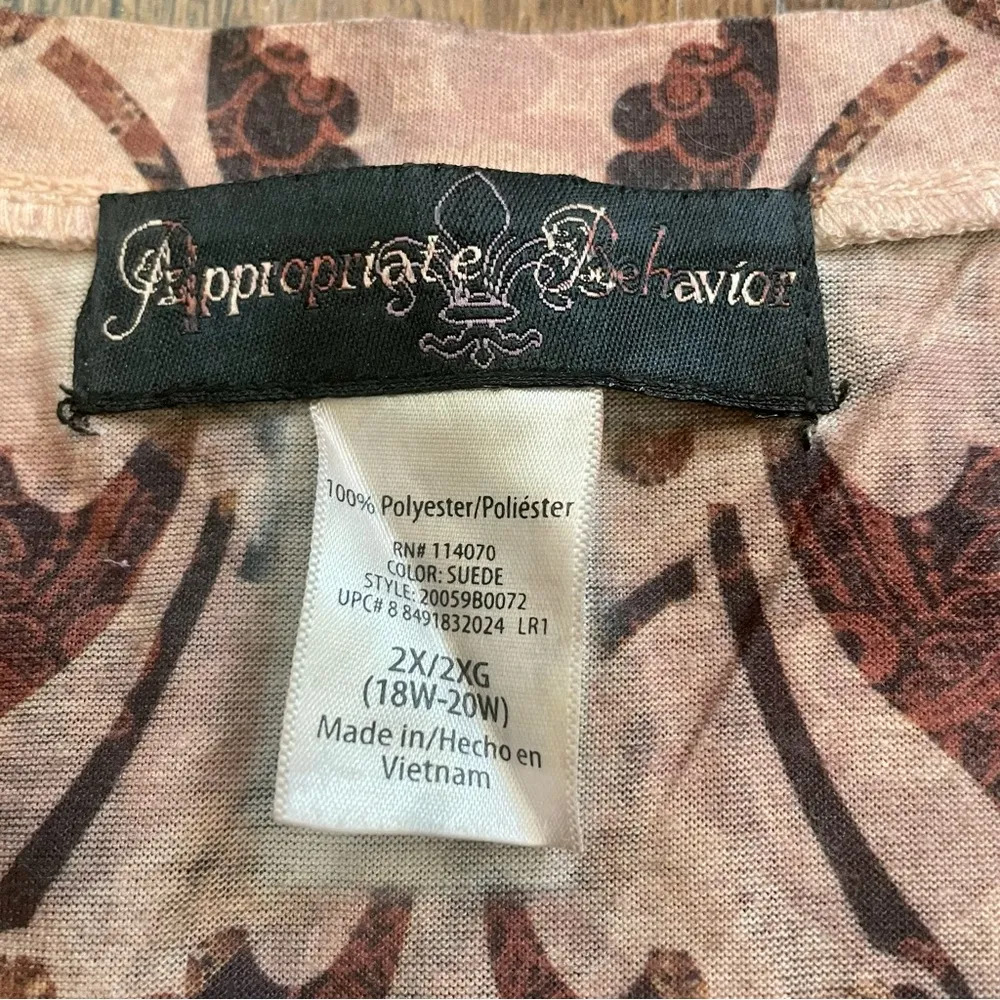 Appropriate Behavior
100% Polyester/Poliéster
RN# 114070
COLOR: SUEDE
STYLE: 20059B0072
UPC# 8 8491832024 LR1
2X/2XG
(18W-20W)
Made in/Hecho en
Vietnam